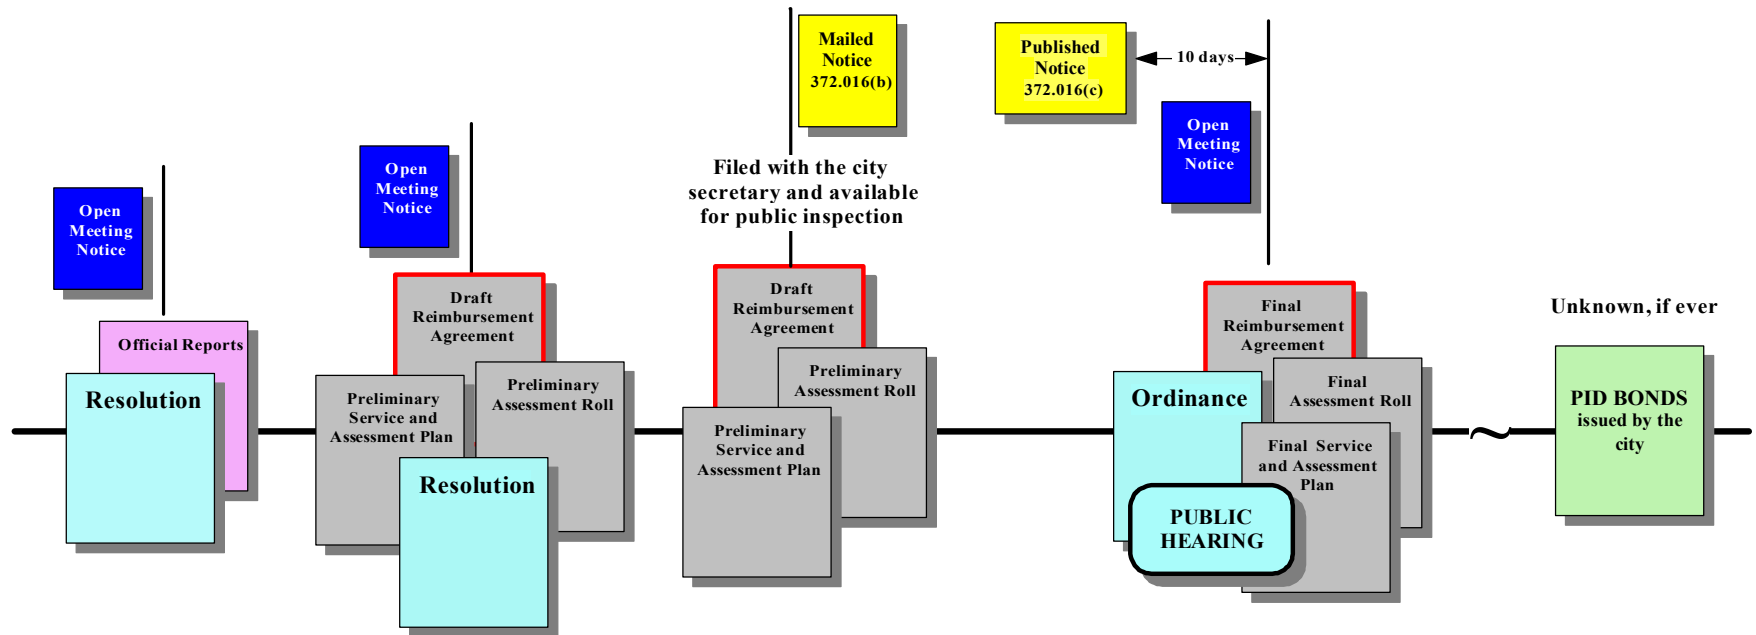 Open
Meeting
Notice
Official Reports
Resolution
Open
Meeting
Notice
Draft
Reimbursement
Agreement
Preliminary
Service and
Assessment Plan
Preliminary
Assessment Roll
Resolution
Mailed
Notice
372.016(b)
Filed with the city
secretary and available
for public inspection
Draft
Reimbursement
Agreement
Preliminary
Assessment Roll
Preliminary
Service and
Assessment Plan
Published
Notice
372.016(c)
10 days
Open
Meeting
Notice
Final
Reimbursement
Agreement
Ordinance
Final
Assessment Roll
Final Service
and Assessment
Plan
PUBLIC
HEARING
Unknown, if ever
PID BONDS
issued by the
city